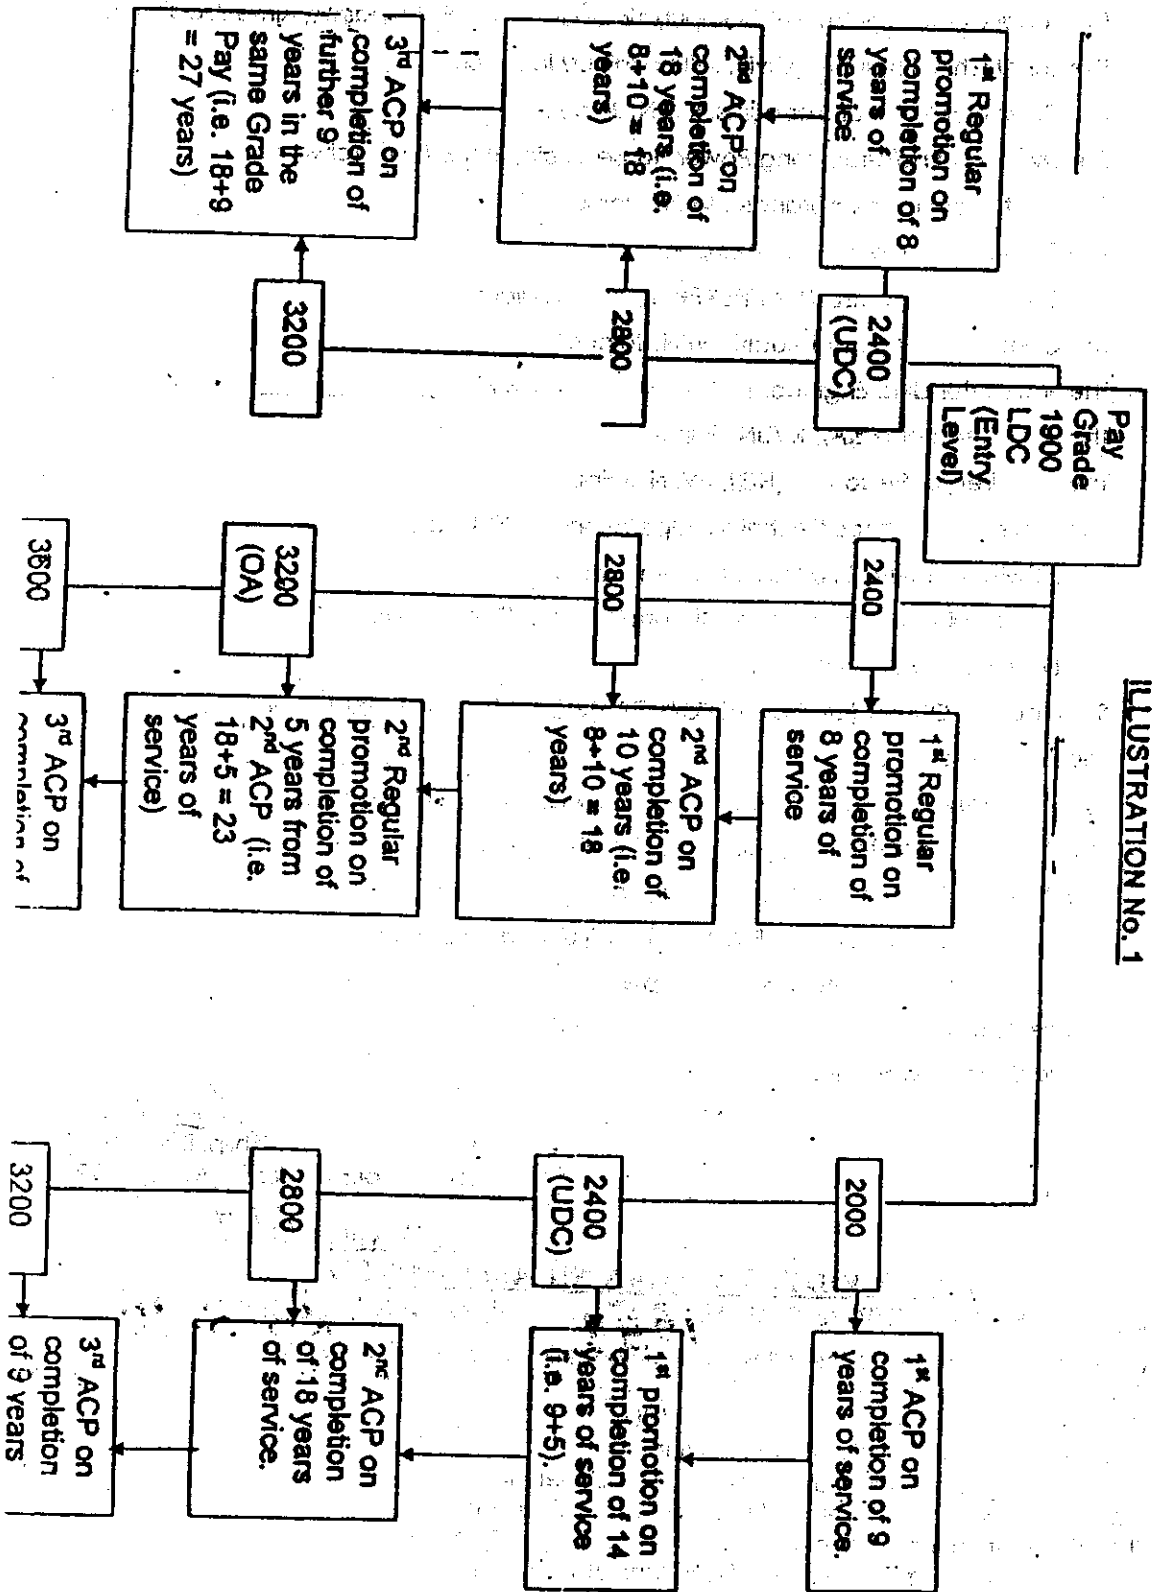 ILLUSTRATION No. 1
Pay
Grade
1900
LDC
(Entry
Level)
2400
(UDC)
1st Regular
promotion on
completion of 8
years of
service
2800
2nd ACP on
completion of
18 years (i.e.
8+10 = 18
years)
3200
3rd ACP on
completion of
further 9
years in the
same Grade
Pay (i.e. 18+9
= 27 years)
2400
1st Regular
promotion on
completion of
8 years of
service
2800
2nd ACP on
completion of
10 years (i.e.
8+10 = 18
years)
3200
(OA)
2nd Regular
promotion on
completion of
5 years from
2nd ACP (i.e.
18+5 = 23
years of
service)
3600
3rd ACP on
completion of
2000
1st ACP on
completion of 9
years of service.
2400
(UDC)
1st promotion on
completion of 14
years of service
(i.e. 9+5).
2800
2nd ACP on
completion
of 18 years
of service.
3200
3rd ACP on
completion
of 9 years